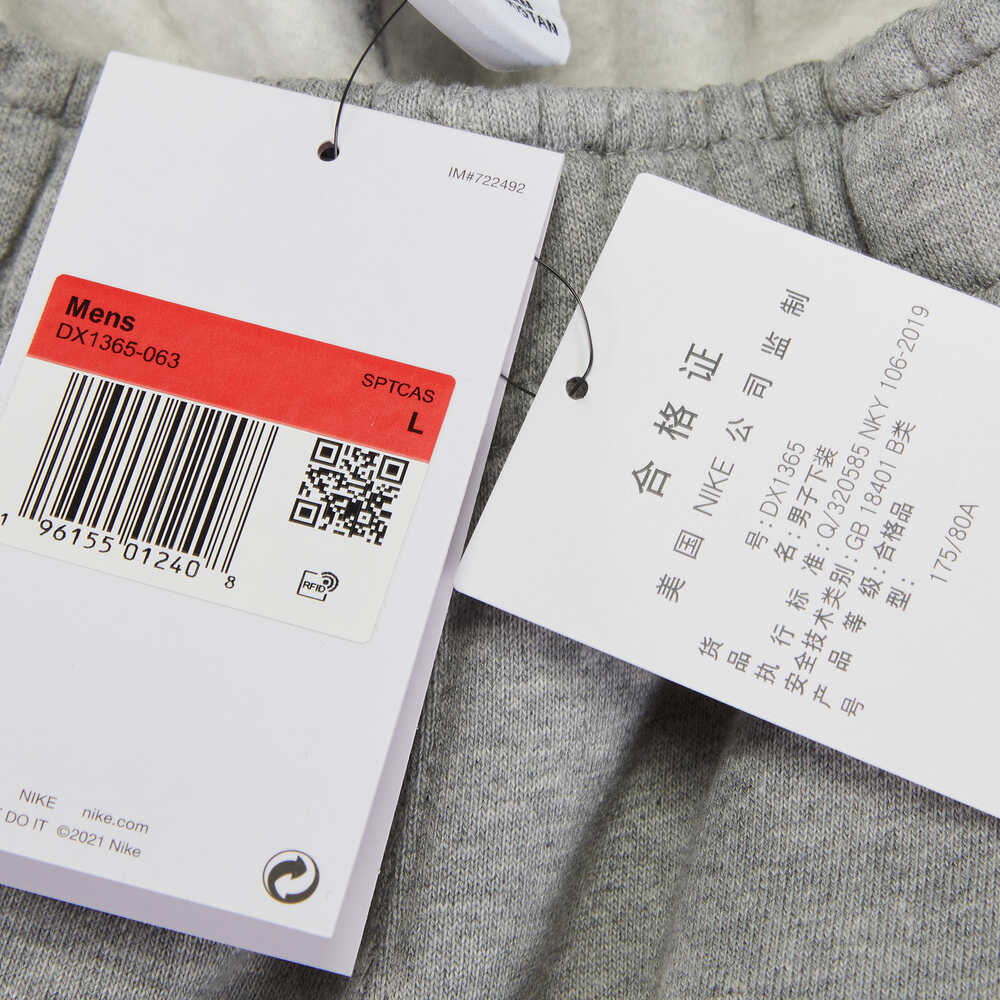 IM#722492
Mens
DX1365-063
SPTCAS
L
1 96155 01240 8
RFID
NIKE nike.com
DO IT ©2021 Nike
合格证
美国 NIKE 公司监制
货号:DX1365
品名:男子下装
执行标准:Q/320585 NKY 106-2019
安全技术类别:GB 18401 B类
产品等级:合格品
号型:
175/80A